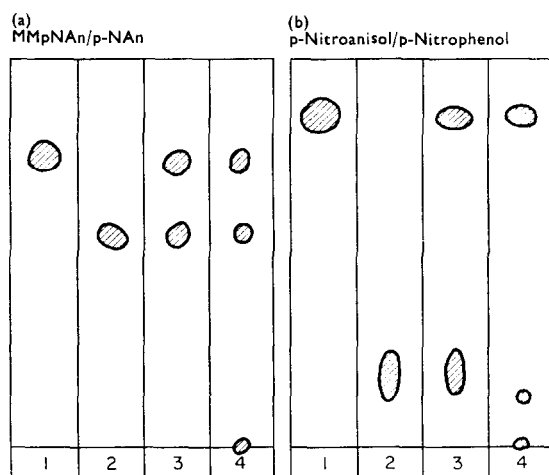 (a)
MMpNAn/p-NAn
(b)
p-Nitroanisol/p-Nitrophenol
1 2 3 4
1 2 3 4